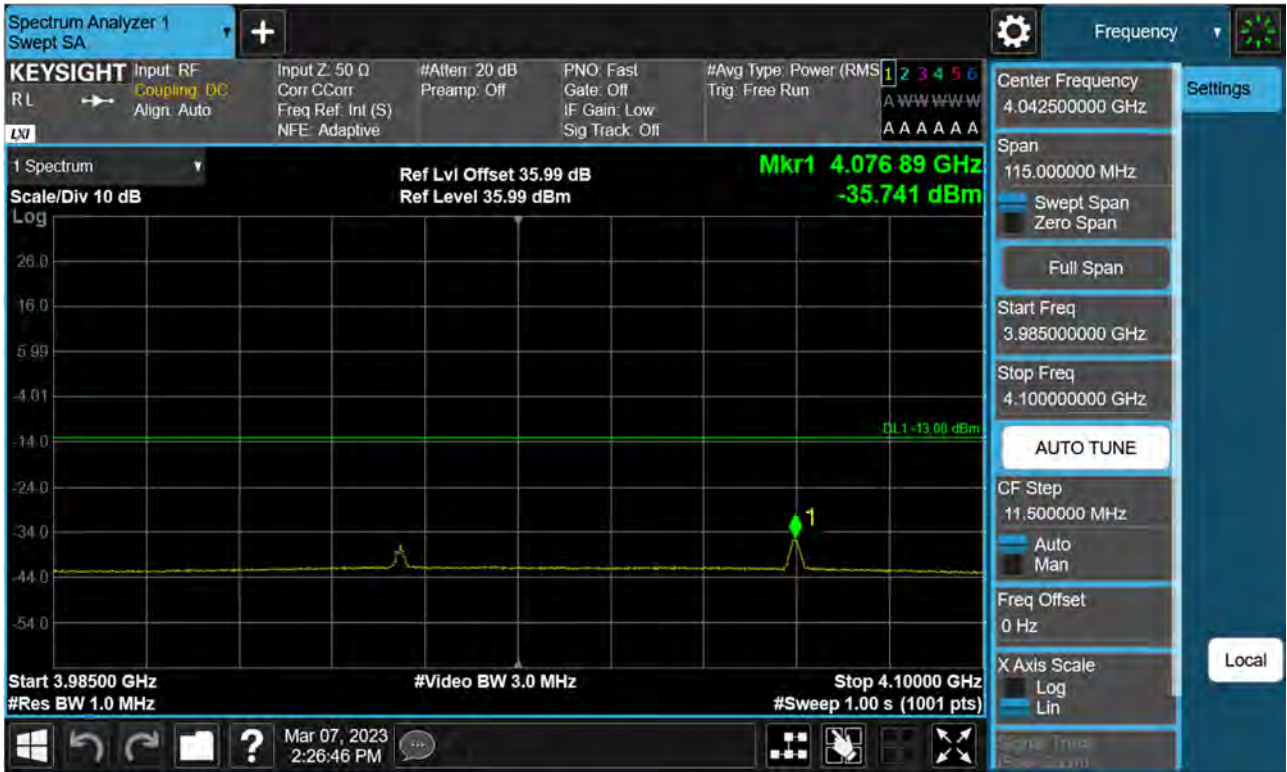 Spectrum Analyzer 1
Swept SA
+
Frequency
KEYSIGHT
RL
LXI
Input: RF
Coupling: DC
Align: Auto
Input Z: 50 Ω
Corr CCorr
Freq Ref: Int (S)
NFE: Adaptive
#Atten: 20 dB
Preamp: Off
PNO: Fast
Gate: Off
IF Gain: Low
Sig Track: Off
#Avg Type: Power (RMS
Trig: Free Run
1 2 3 4 5 6
A W W W W W
A A A A A A
1 Spectrum
Scale/Div 10 dB
Ref Lvl Offset 35.99 dB
Ref Level 35.99 dBm
Mkr1 4.076 89 GHz
-35.741 dBm
Log
26.0
16.0
5.99
-4.01
-14.0
-24.0
-34.0
-44.0
-54.0
DL1 -13.00 dBm
1
Start 3.98500 GHz
#Video BW 3.0 MHz
Stop 4.10000 GHz
#Res BW 1.0 MHz
#Sweep 1.00 s (1001 pts)
Mar 07, 2023
2:26:46 PM
?
Center Frequency
4.042500000 GHz
Settings
Span
115.000000 MHz
Swept Span
Zero Span
Full Span
Start Freq
3.985000000 GHz
Stop Freq
4.100000000 GHz
AUTO TUNE
CF Step
11.500000 MHz
Auto
Man
Freq Offset
0 Hz
X Axis Scale
Log
Lin
Local